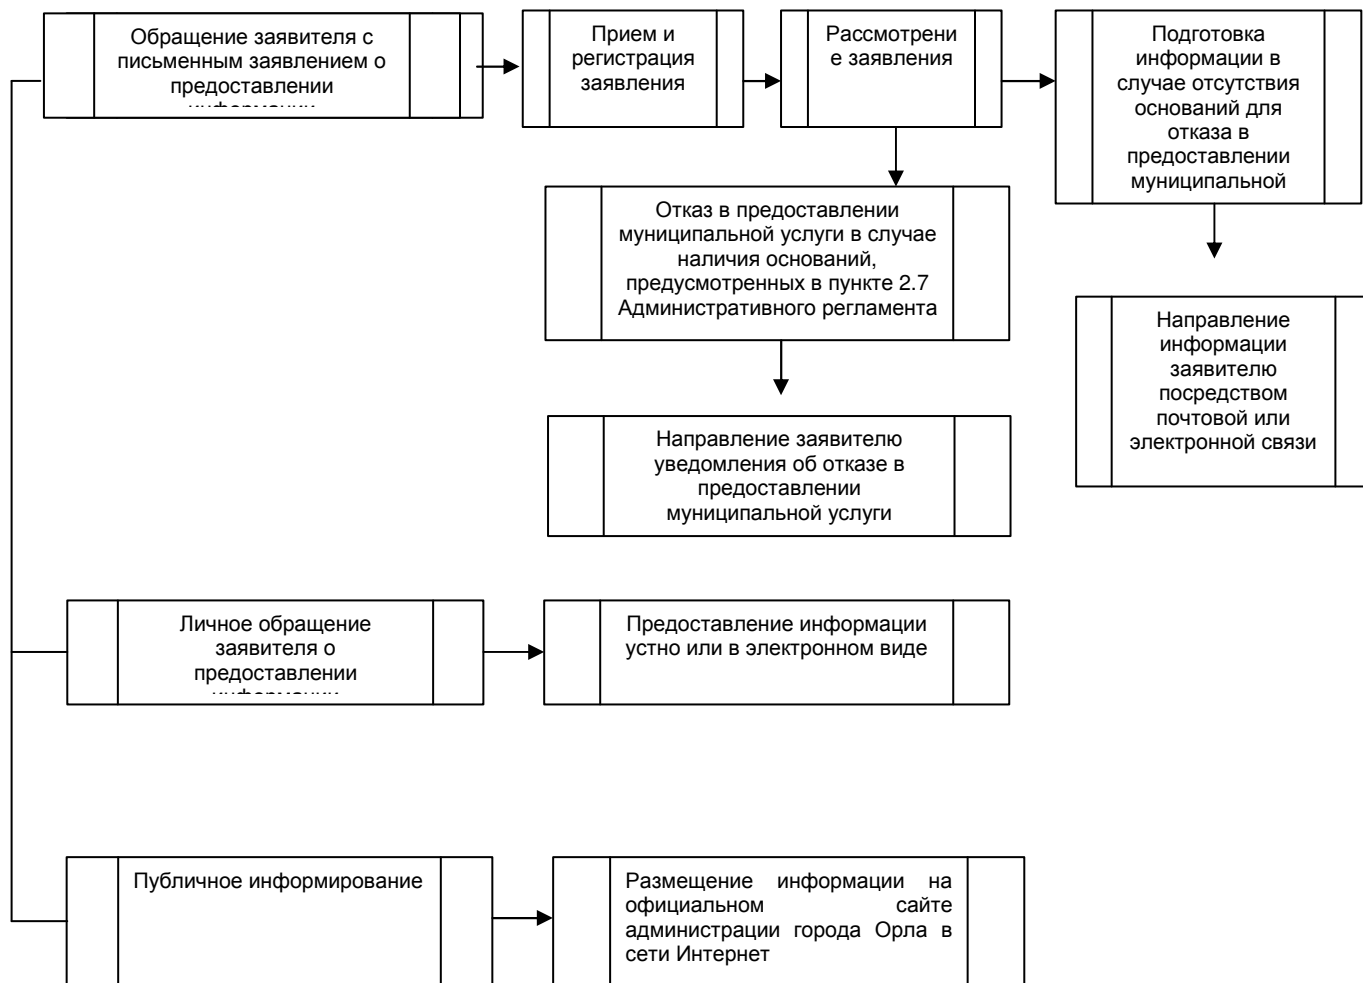 Обращение заявителя с
письменным заявлением о
предоставлении
информации
Прием и
регистрация
заявления
Рассмотрени
е заявления
Подготовка
информации в
случае отсутствия
оснований для
отказа в
предоставлении
муниципальной
Отказ в предоставлении
муниципальной услуги в случае
наличия оснований,
предусмотренных в пункте 2.7
Административного регламента
Направление
информации
заявителю
посредством
почтовой или
электронной связи
Направление заявителю
уведомления об отказе в
предоставлении
муниципальной услуги
Личное обращение
заявителя о
предоставлении
информации
Предоставление информации
устно или в электронном виде
Публичное информирование
Размещение информации на
официальном сайте
администрации города Орла в
сети Интернет